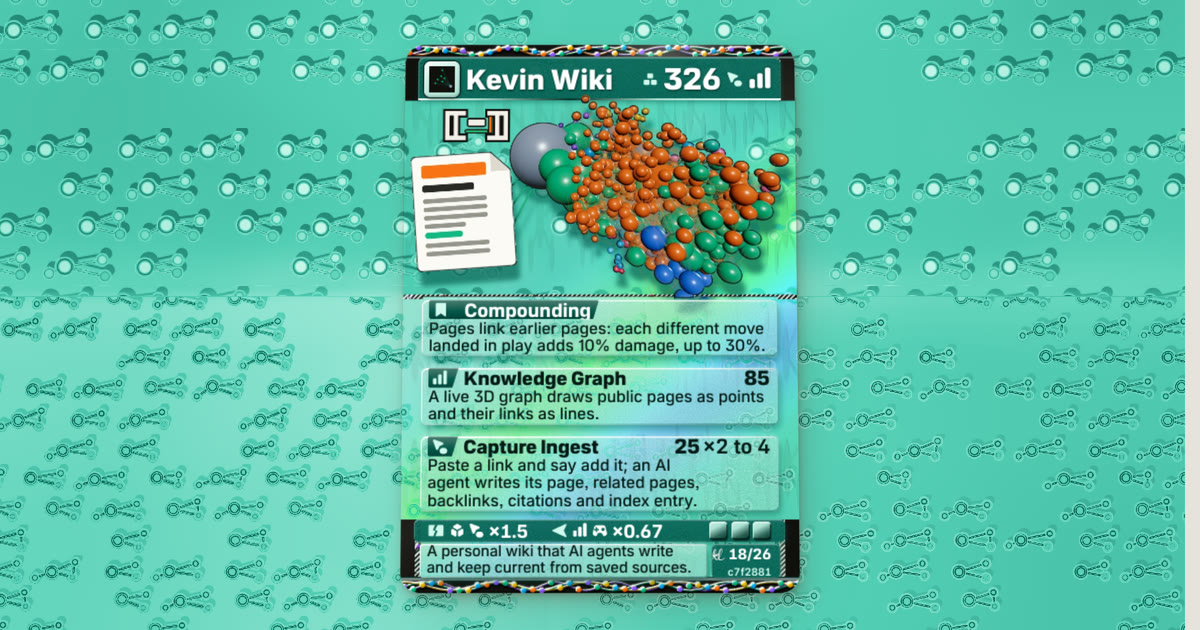 Kevin Wiki 326
Compounding
Pages link earlier pages: each different move
landed in play adds 10% damage, up to 30%.
Knowledge Graph 85
A live 3D graph draws public pages as points
and their links as lines.
Capture Ingest 25 ×2 to 4
Paste a link and say add it; an AI
agent writes its page, related pages,
backlinks, citations and index entry.
×1.5 ×0.67
A personal wiki that AI agents write
and keep current from saved sources.
18/26
c7f2881